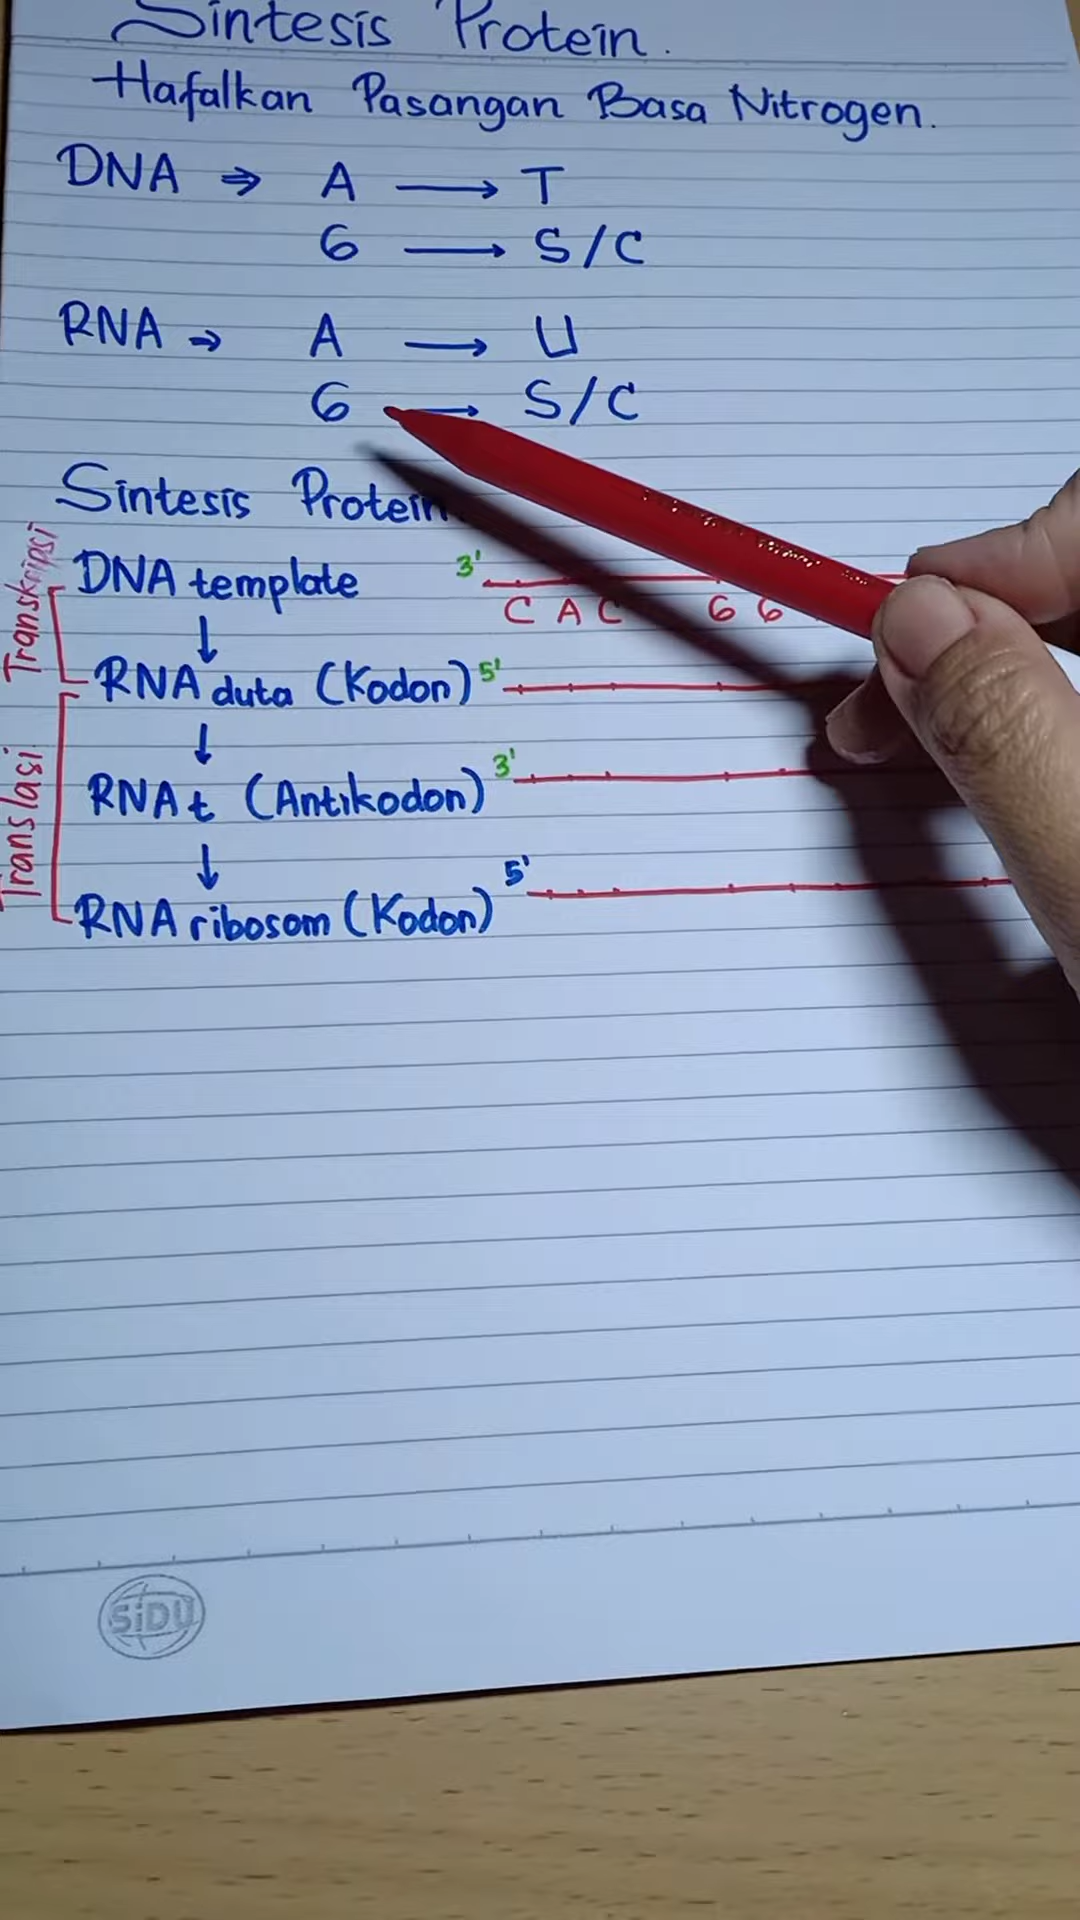 Sintesis Protein.
Hafalkan Pasangan Basa Nitrogen.
DNA ⇒ A → T
G → S/C
RNA ⇒ A → U
G → S/C
Sintesis Protein
Transkripsi
DNA template 3'
C A C G G
↓
RNA duta (Kodon) 5'
↓
Translasi
RNA t (Antikodon) 3'
↓
RNA ribosom (Kodon) 5'
SiDU